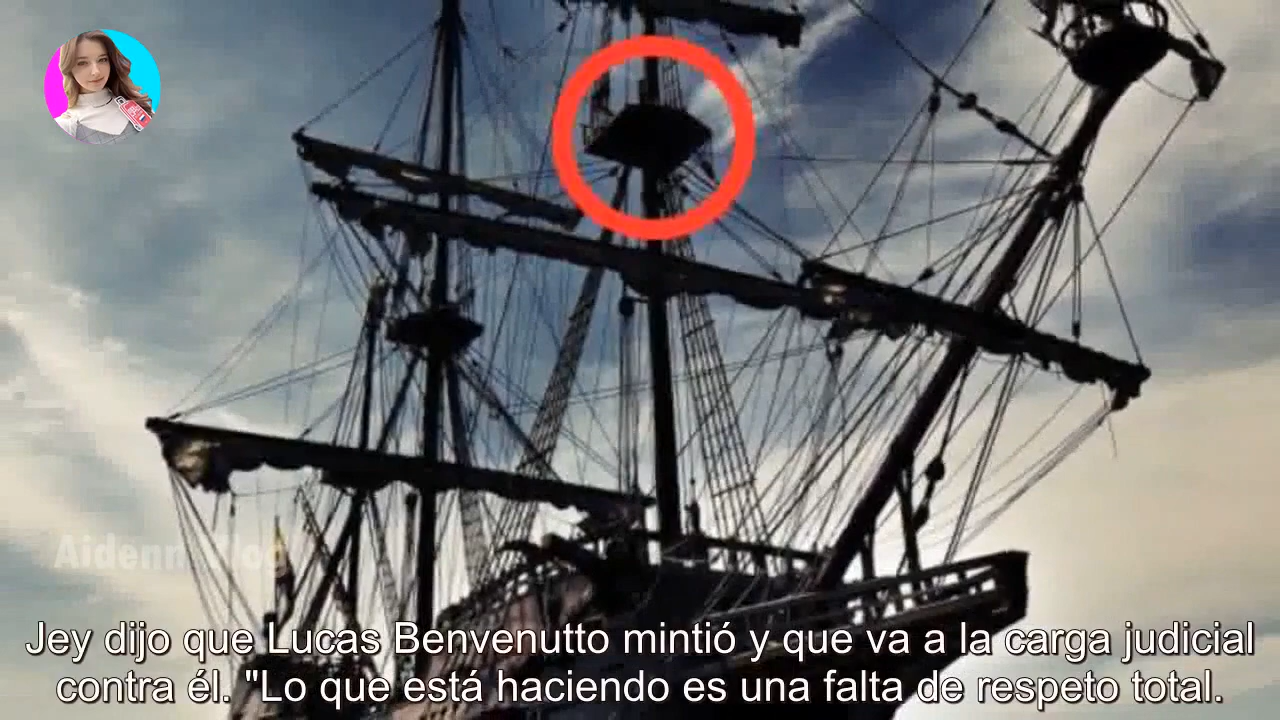 Jey dijo que Lucas Benvenutto mintió y que va a la carga judicial
contra él. "Lo que está haciendo es una falta de respeto total.